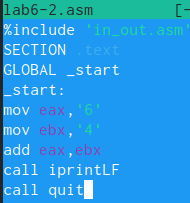 lab6-2.asm [-
%include 'in_out.asm'
SECTION .text
GLOBAL _start
_start:
mov eax,'6'
mov ebx,'4'
add eax,ebx
call iprintLF
call quit